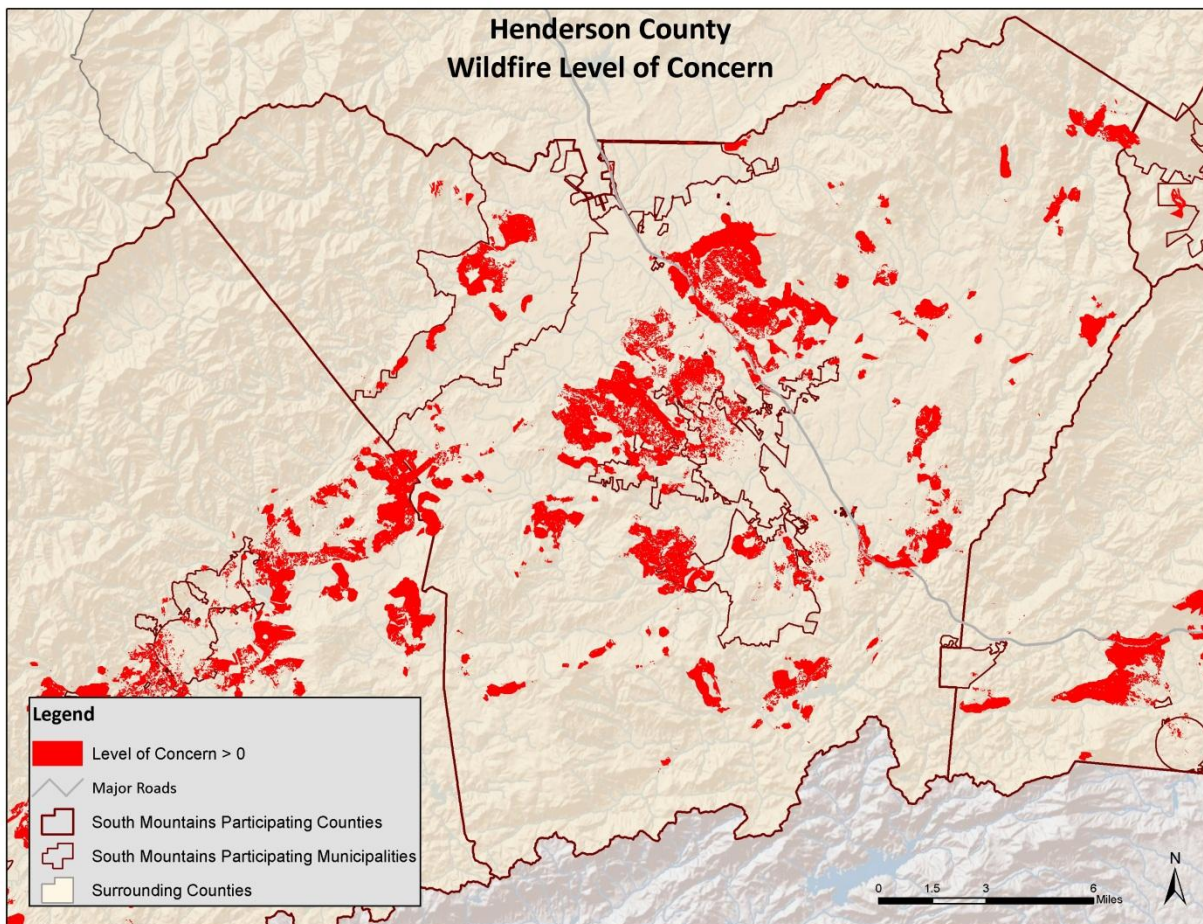 Henderson County
Wildfire Level of Concern
Legend
Level of Concern > 0
Major Roads
South Mountains Participating Counties
South Mountains Participating Municipalities
Surrounding Counties
N
0 1.5 3 6
Miles